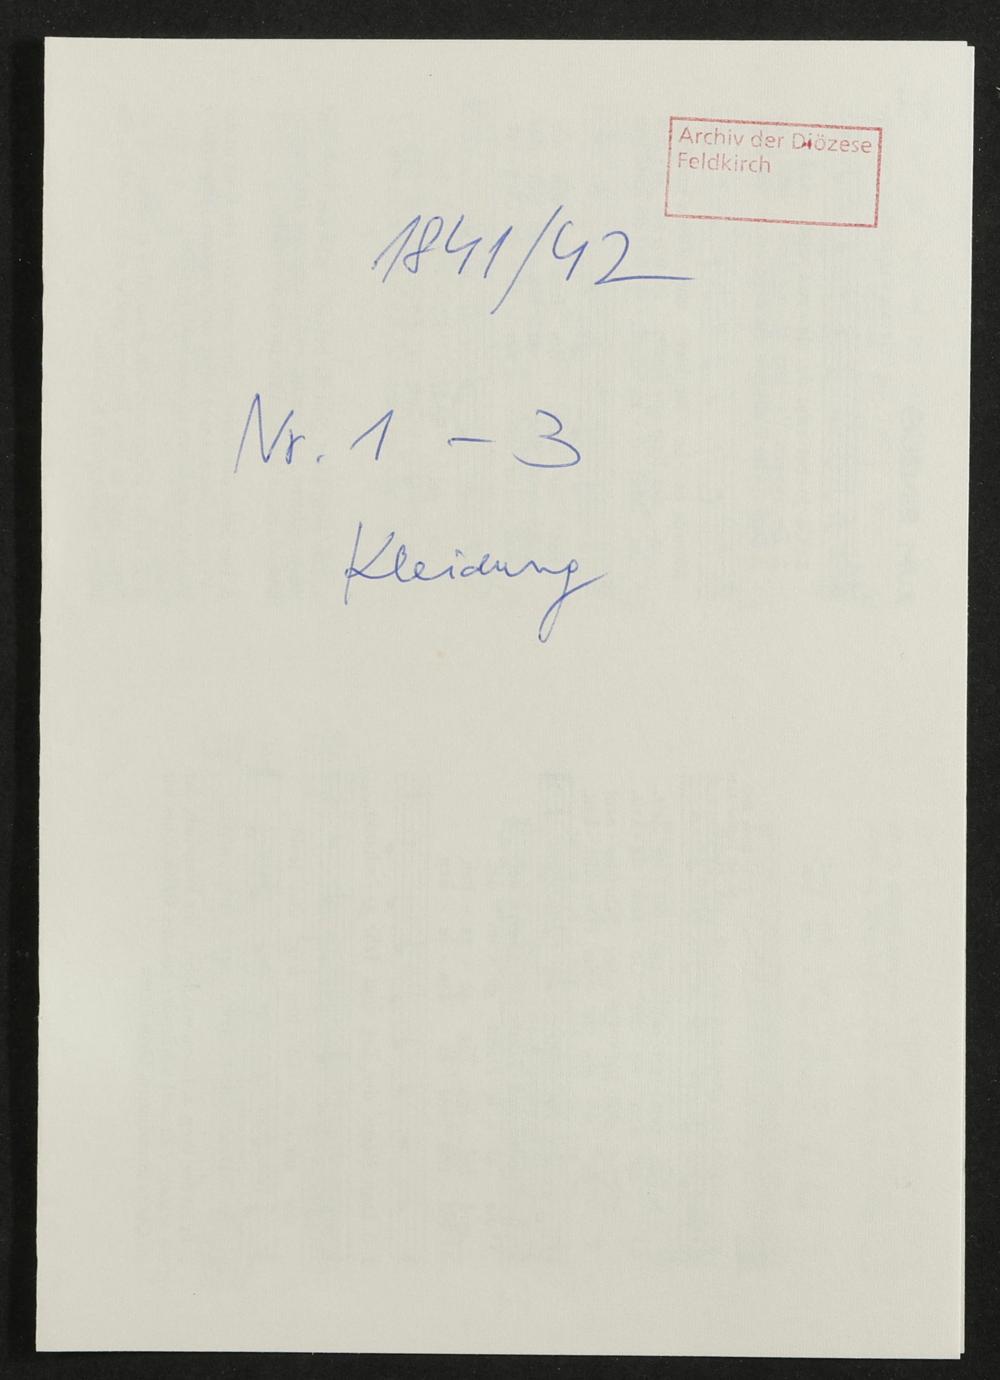 Archiv der Diözese
Feldkirch
1841/42
Nr. 1 - 3
Kleidung